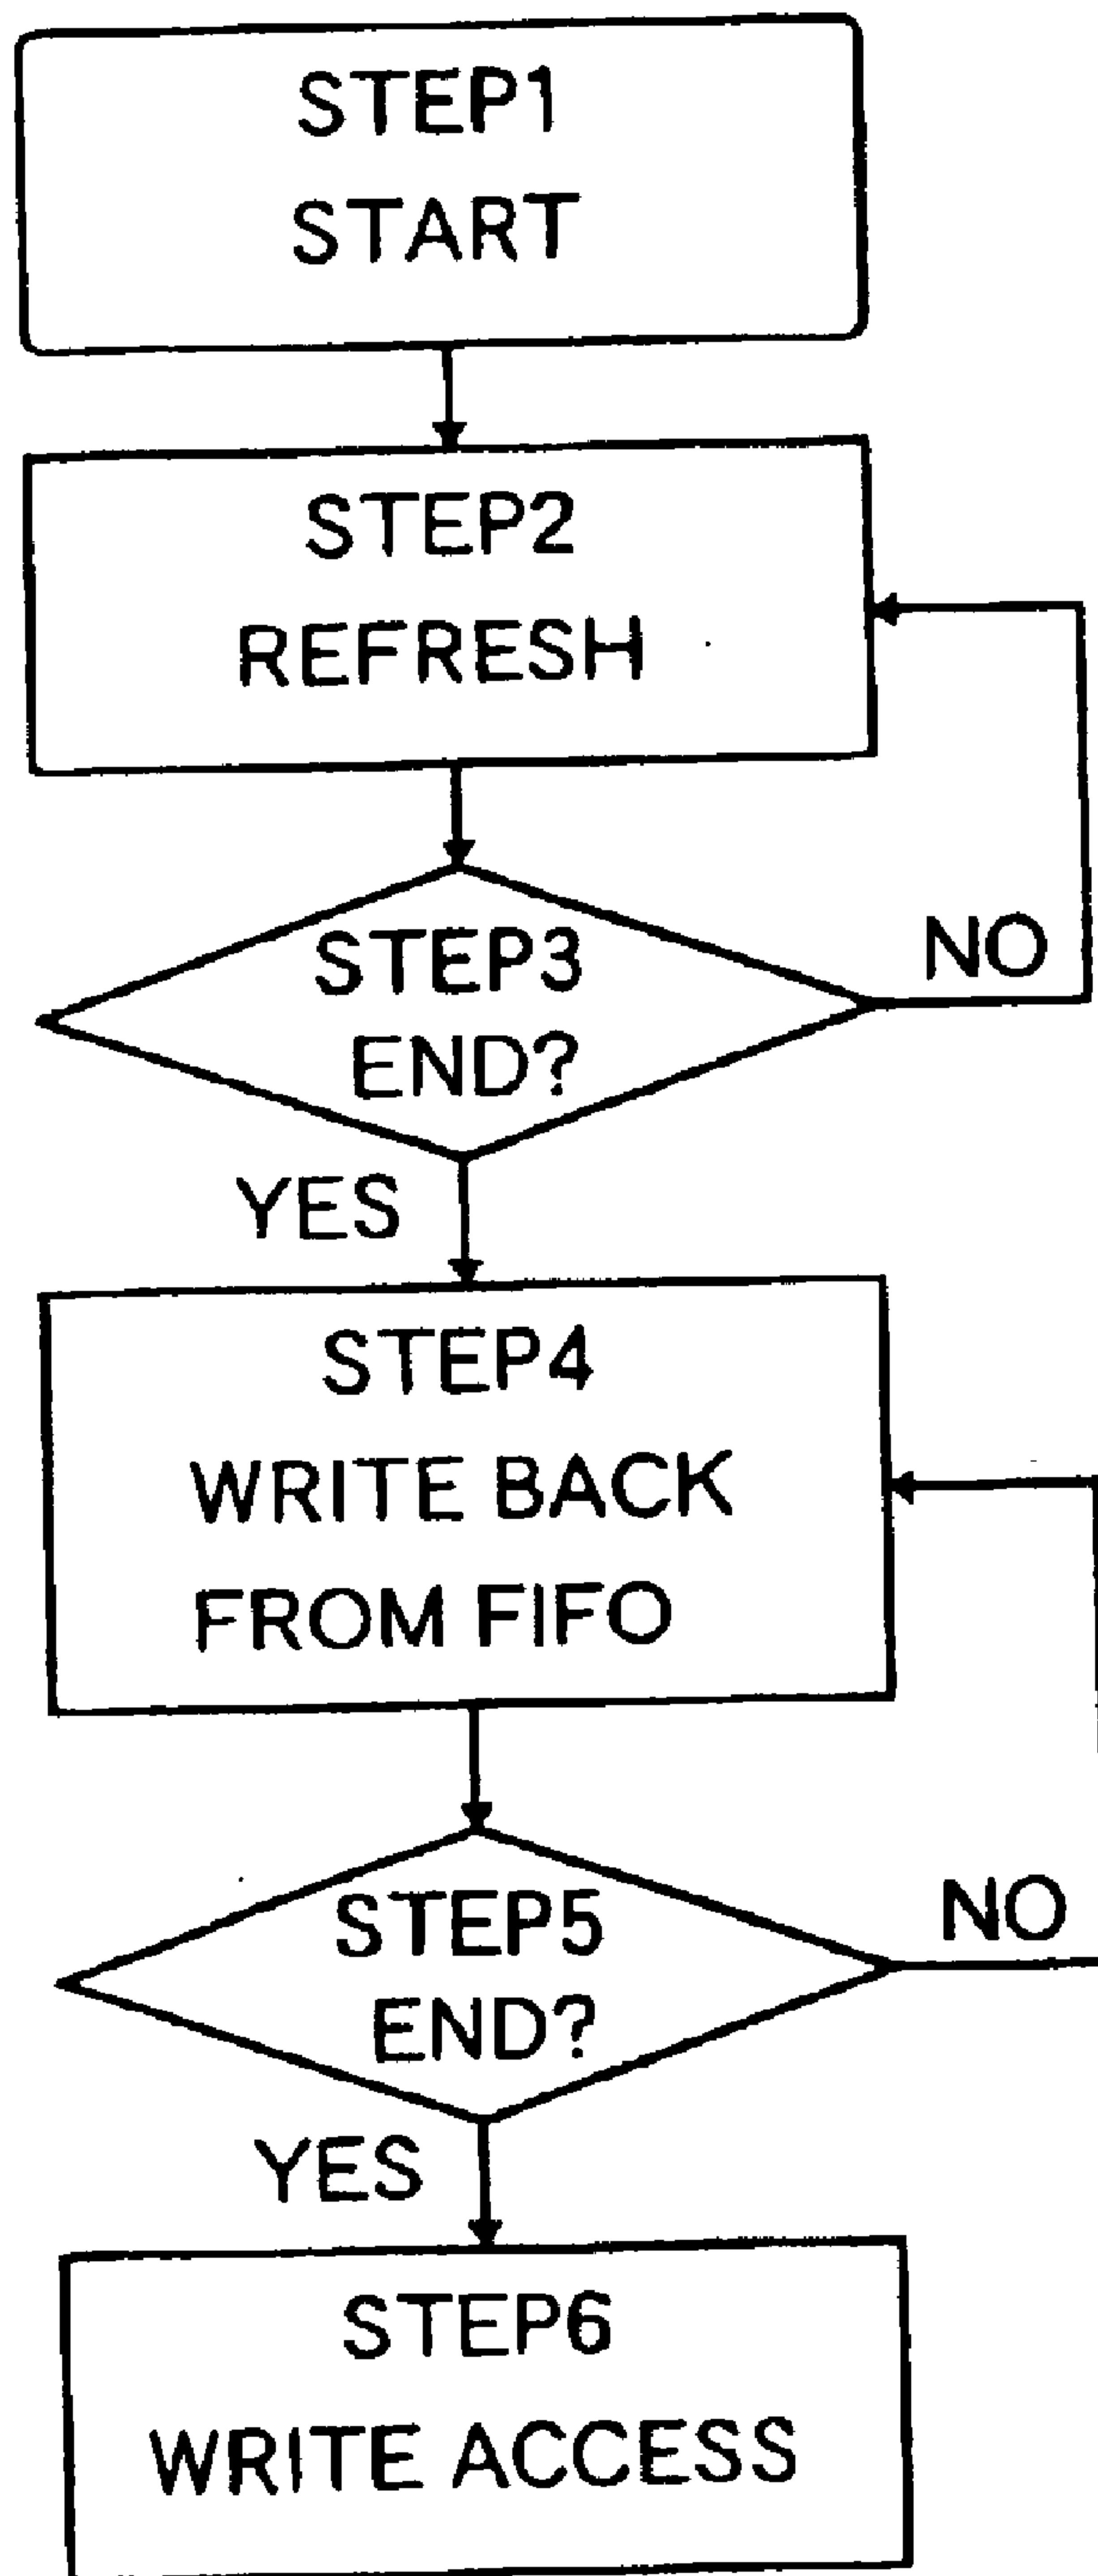 STEP1
START
STEP2
REFRESH
STEP3
END?
NO
YES
STEP4
WRITE BACK
FROM FIFO
STEP5
END?
NO
YES
STEP6
WRITE ACCESS